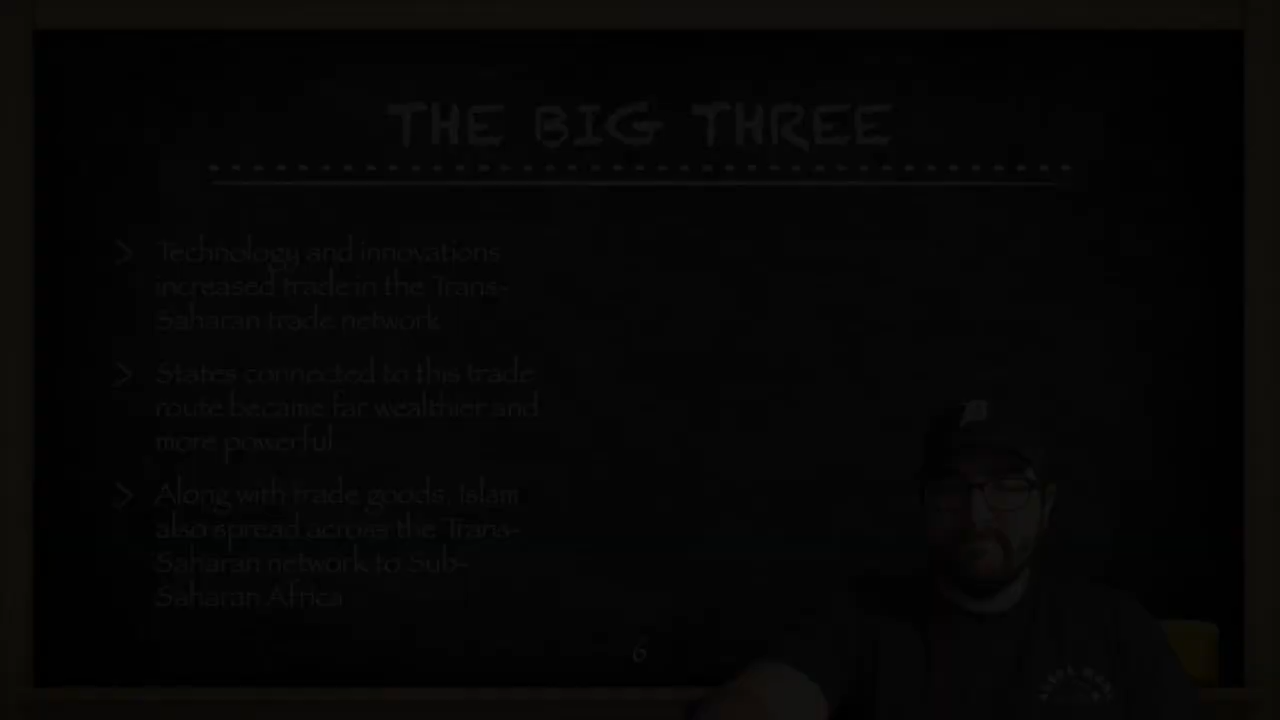 THE BIG THREE
Technology and innovations
increased trade in the Trans-
Saharan trade network
States connected to this trade
route became far wealthier and
more powerful
Along with trade goods, Islam
also spread across the Trans-
Saharan network to Sub-
Saharan Africa
6